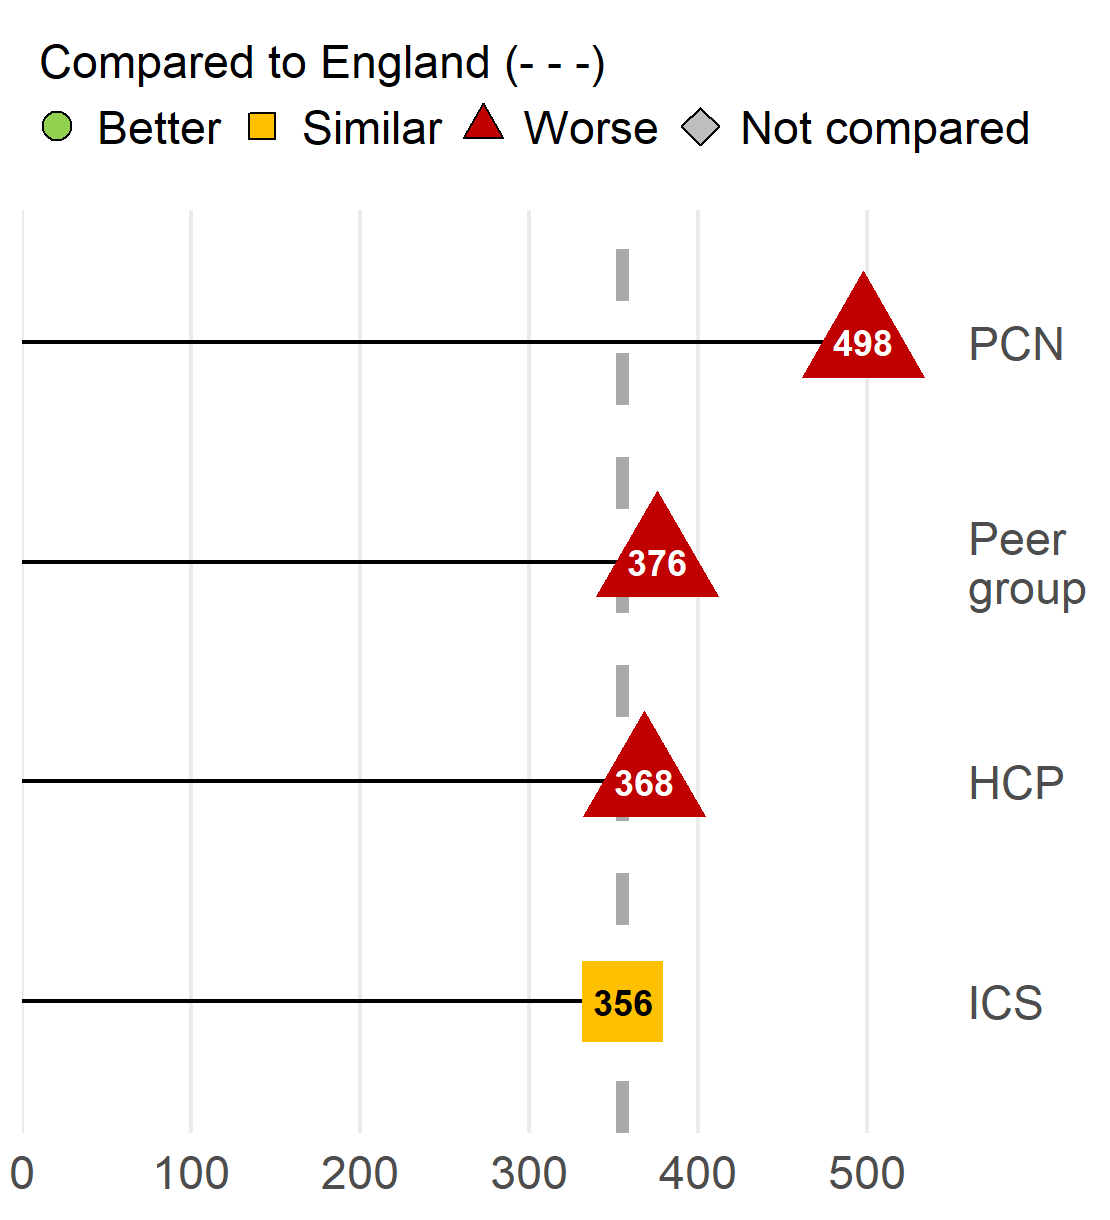 Compared to England (- - -)
Better Similar Worse Not compared
498 PCN
376 Peer
group
368 HCP
356 ICS
0 100 200 300 400 500